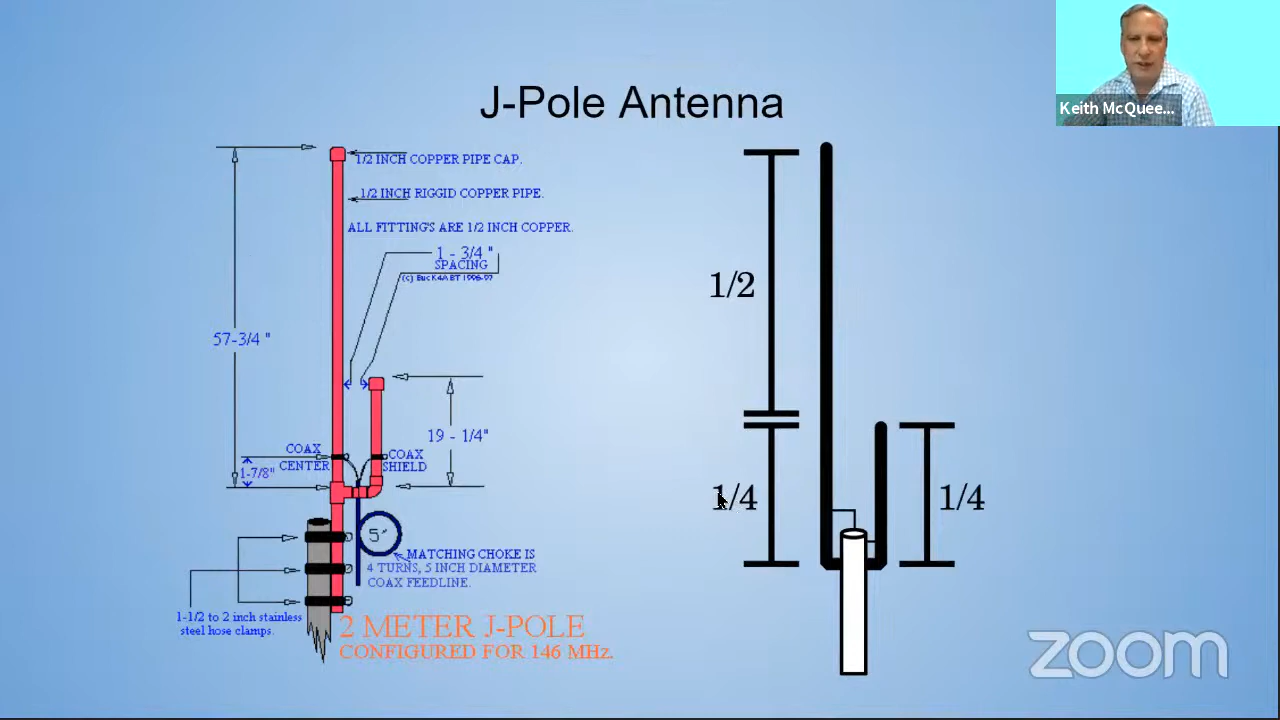 J-Pole Antenna
Keith McQuee...
1/2 INCH COPPER PIPE CAP.
1/2 INCH RIGGID COPPER PIPE.
ALL FITTING'S ARE 1/2 INCH COPPER.
1 - 3/4 "
SPACING
57-3/4 "
19 - 1/4"
COAX
CENTER
COAX
SHIELD
1-7/8"
5'
MATCHING CHOKE IS
4 TURNS, 5 INCH DIAMETER
COAX FEEDLINE.
1-1/2 to 2 inch stainless
steel hose clamps.
2 METER J-POLE
CONFIGURED FOR 146 MHz.
1/2
1/4
1/4
zoom